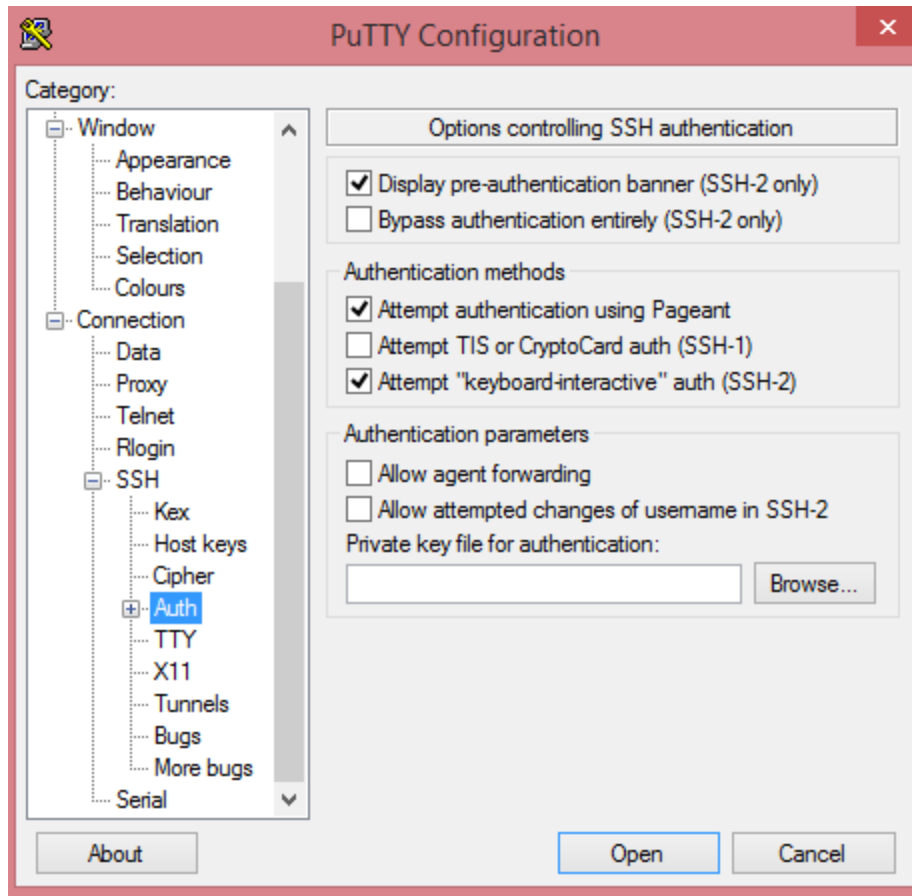 PuTTY Configuration
Category:
Window
Appearance
Behaviour
Translation
Selection
Colours
Connection
Data
Proxy
Telnet
Rlogin
SSH
Kex
Host keys
Cipher
Auth
TTY
X11
Tunnels
Bugs
More bugs
Serial
Options controlling SSH authentication
Display pre-authentication banner (SSH-2 only)
Bypass authentication entirely (SSH-2 only)
Authentication methods
Attempt authentication using Pageant
Attempt TIS or CryptoCard auth (SSH-1)
Attempt "keyboard-interactive" auth (SSH-2)
Authentication parameters
Allow agent forwarding
Allow attempted changes of username in SSH-2
Private key file for authentication:
Browse...
About
Open
Cancel